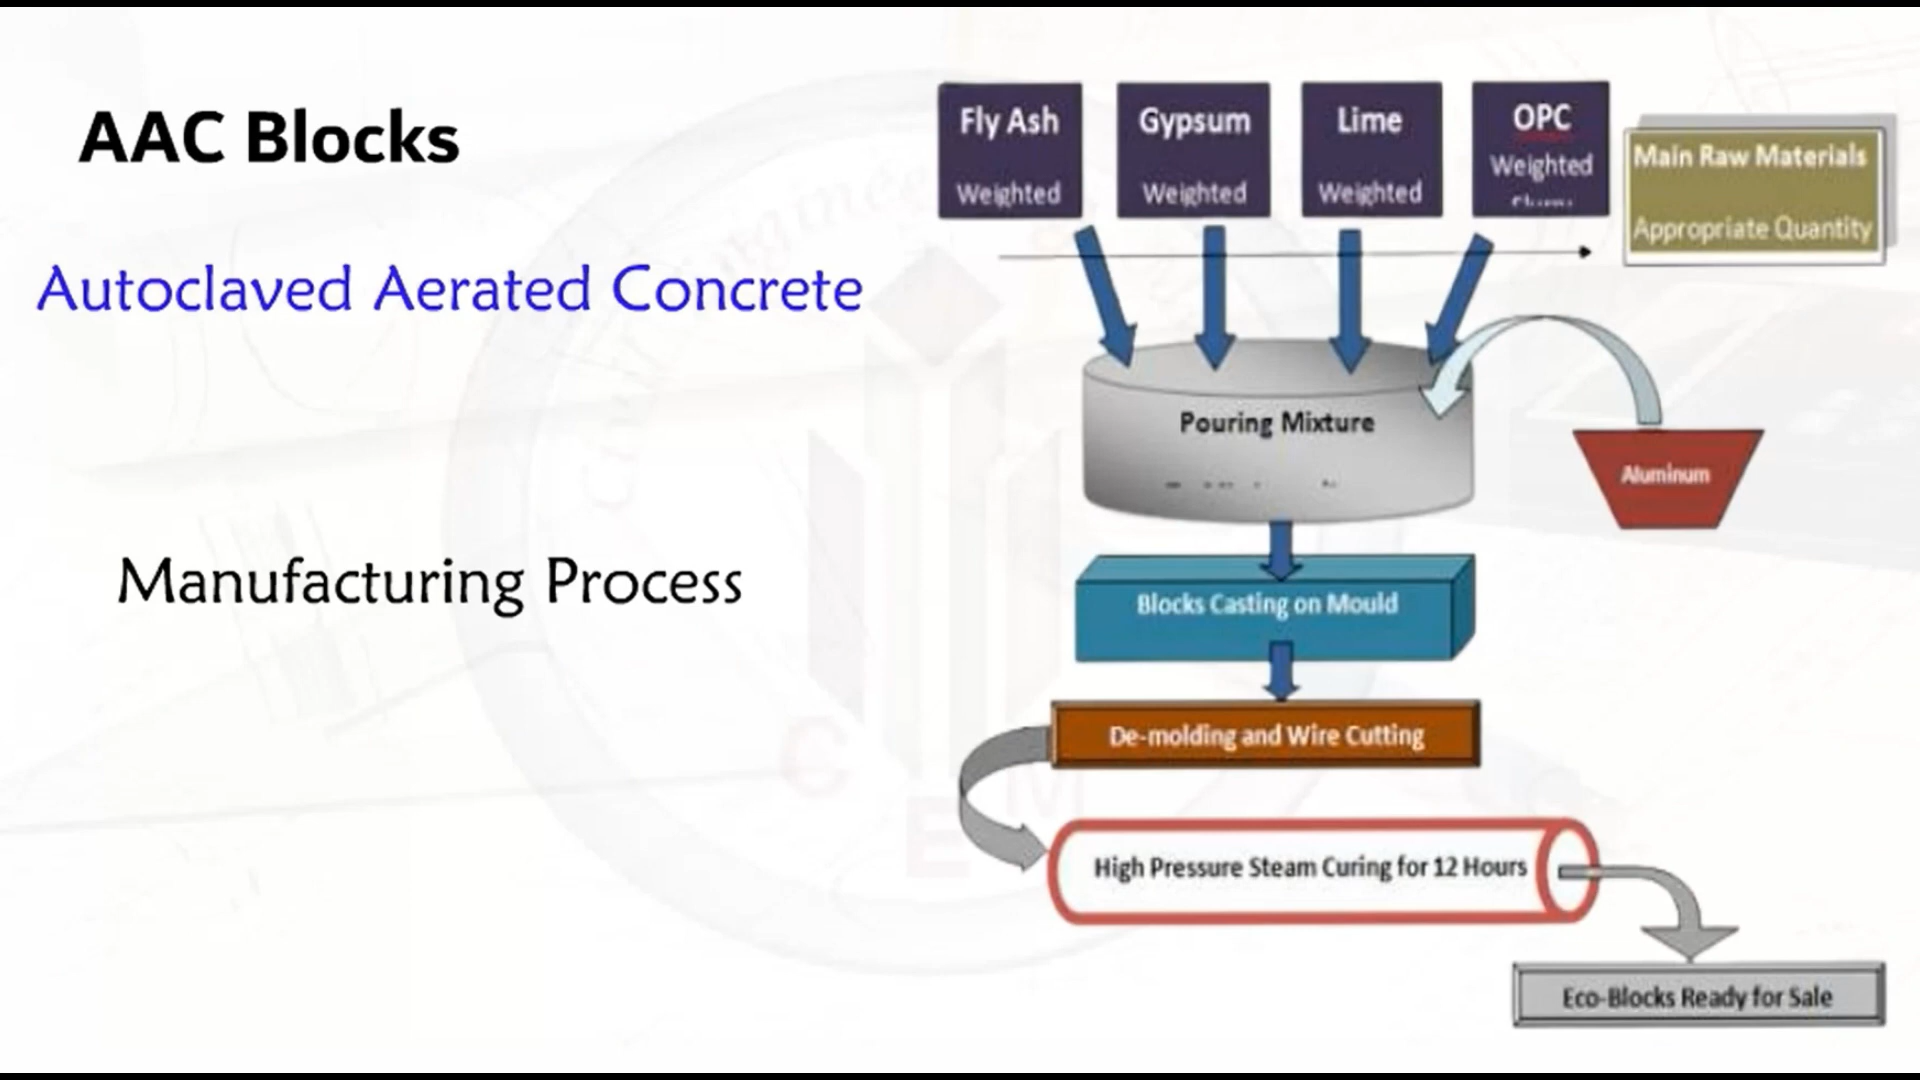 AAC Blocks
Autoclaved Aerated Concrete
Manufacturing Process
Fly Ash
Weighted
Gypsum
Weighted
Lime
Weighted
OPC
Weighted
Main Raw Materials
Appropriate Quantity
Pouring Mixture
Aluminum
Blocks Casting on Mould
De-molding and Wire Cutting
High Pressure Steam Curing for 12 Hours
Eco-Blocks Ready for Sale
C E M